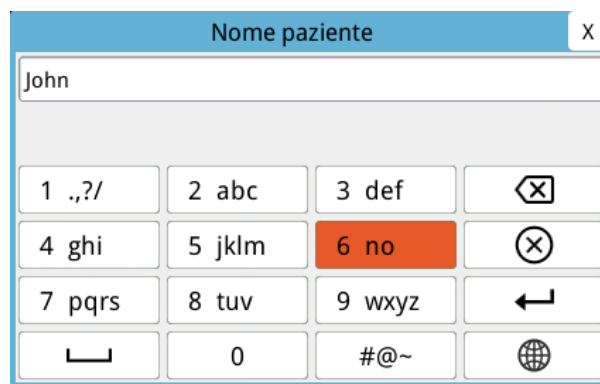 Nome paziente X
John
1 .,?/ 2 abc 3 def
4 ghi 5 jklm 6 no
7 pqrs 8 tuv 9 wxyz
0 #@~